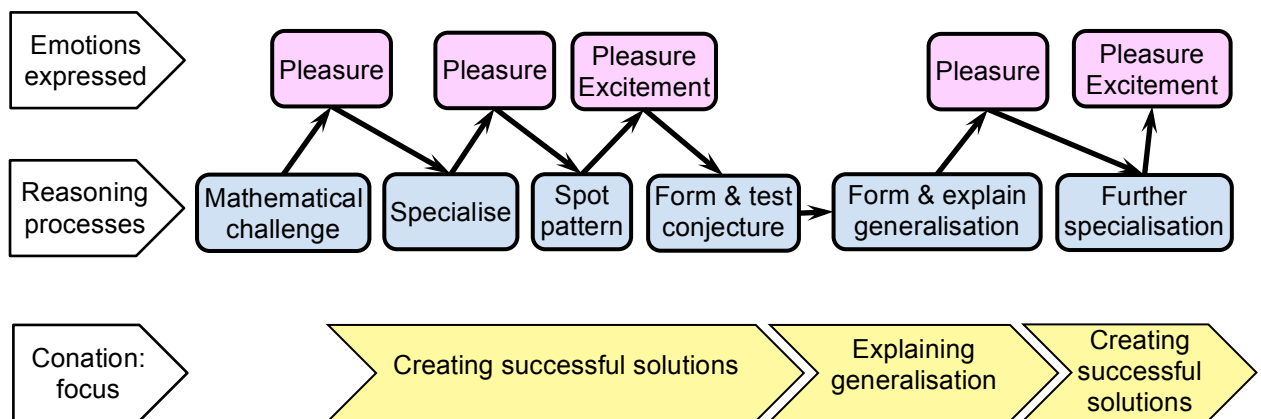 Emotions
expressed
Pleasure
Pleasure
Pleasure
Excitement
Pleasure
Pleasure
Excitement
Reasoning
processes
Mathematical
challenge
Specialise
Spot
pattern
Form & test
conjecture
Form & explain
generalisation
Further
specialisation
Conation:
focus
Creating successful solutions
Explaining
generalisation
Creating
successful
solutions